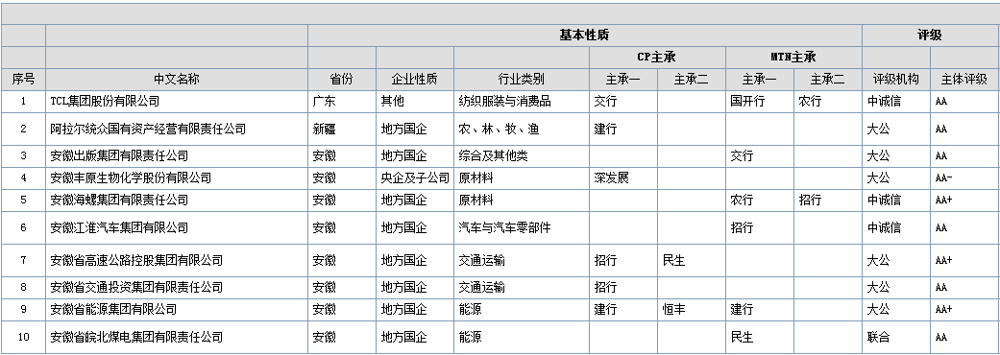 基本性质 评级
CP主承 MTN主承
序号 中文名称 省份 企业性质 行业类别 主承一 主承二 主承一 主承二 评级机构 主体评级
1 TCL集团股份有限公司 广东 其他 纺织服装与消费品 交行 国开行 农行 中诚信 AA
2 阿拉尔统众国有资产经营有限责任公司 新疆 地方国企 农、林、牧、渔 建行 大公 AA
3 安徽出版集团有限责任公司 安徽 地方国企 综合及其他类 交行 大公 AA
4 安徽丰原生物化学股份有限公司 安徽 央企及子公司 原材料 深发展 大公 AA-
5 安徽海螺集团有限责任公司 安徽 地方国企 原材料 农行 招行 中诚信 AA+
6 安徽江淮汽车集团有限公司 安徽 地方国企 汽车与汽车零部件 招行 中诚信 AA
7 安徽省高速公路控股集团有限公司 安徽 地方国企 交通运输 招行 民生 大公 AA+
8 安徽省交通投资集团有限责任公司 安徽 地方国企 交通运输 招行 大公 AA
9 安徽省能源集团有限公司 安徽 地方国企 能源 建行 恒丰 建行 大公 AA+
10 安徽省皖北煤电集团有限责任公司 安徽 地方国企 能源 民生 联合 AA